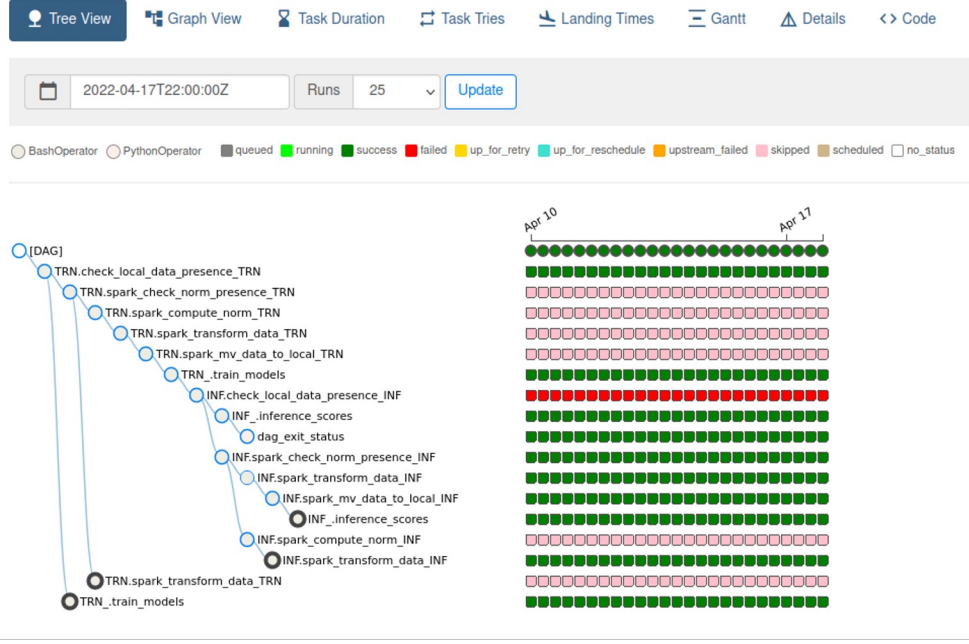 Tree View Graph View Task Duration Task Tries Landing Times Gantt Details Code
2022-04-17T22:00:00Z Runs 25 Update
BashOperator PythonOperator queued running success failed up_for_retry up_for_reschedule upstream_failed skipped scheduled no_status
Apr 10 Apr 17
[DAG]
TRN.check_local_data_presence_TRN
TRN.spark_check_norm_presence_TRN
TRN.spark_compute_norm_TRN
TRN.spark_transform_data_TRN
TRN.spark_mv_data_to_local_TRN
TRN_.train_models
INF.check_local_data_presence_INF
INF_.inference_scores
dag_exit_status
INF.spark_check_norm_presence_INF
INF.spark_transform_data_INF
INF.spark_mv_data_to_local_INF
INF_.inference_scores
INF.spark_compute_norm_INF
INF.spark_transform_data_INF
TRN.spark_transform_data_TRN
TRN_.train_models